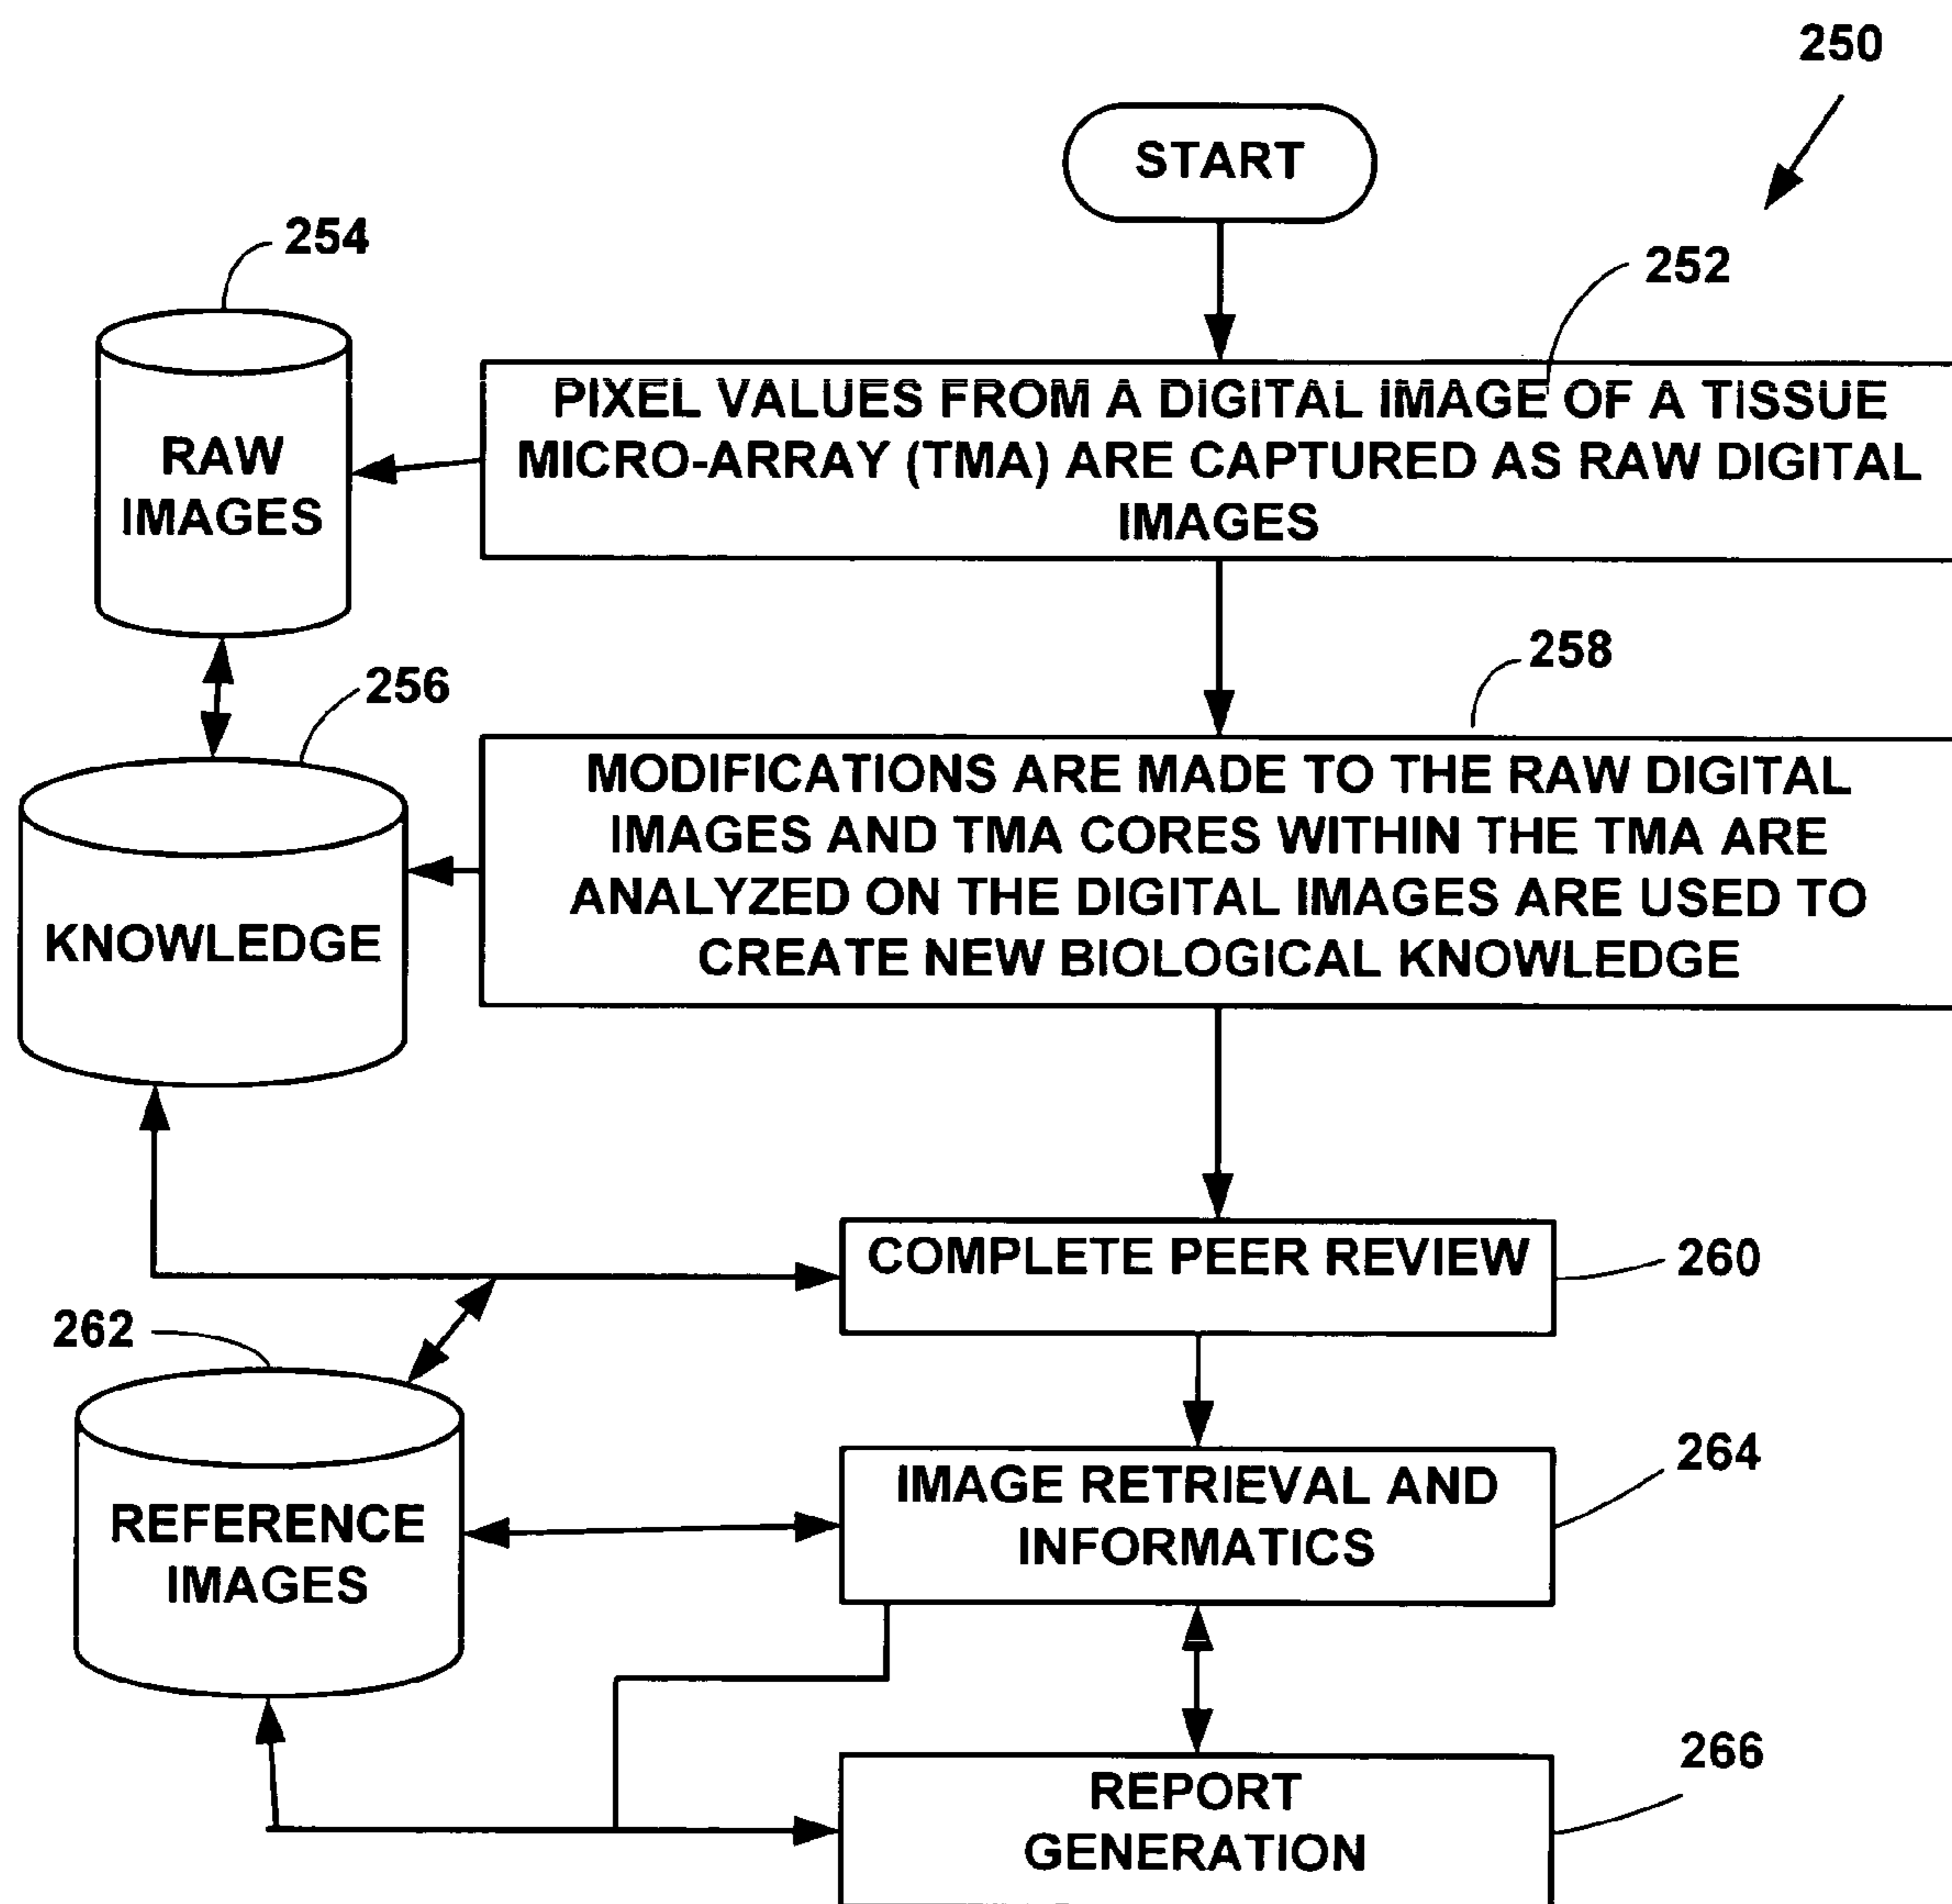 250
START
254
252
RAW
IMAGES
PIXEL VALUES FROM A DIGITAL IMAGE OF A TISSUE
MICRO-ARRAY (TMA) ARE CAPTURED AS RAW DIGITAL
IMAGES
258
256
KNOWLEDGE
MODIFICATIONS ARE MADE TO THE RAW DIGITAL
IMAGES AND TMA CORES WITHIN THE TMA ARE
ANALYZED ON THE DIGITAL IMAGES ARE USED TO
CREATE NEW BIOLOGICAL KNOWLEDGE
COMPLETE PEER REVIEW
260
262
REFERENCE
IMAGES
IMAGE RETRIEVAL AND
INFORMATICS
264
REPORT
GENERATION
266